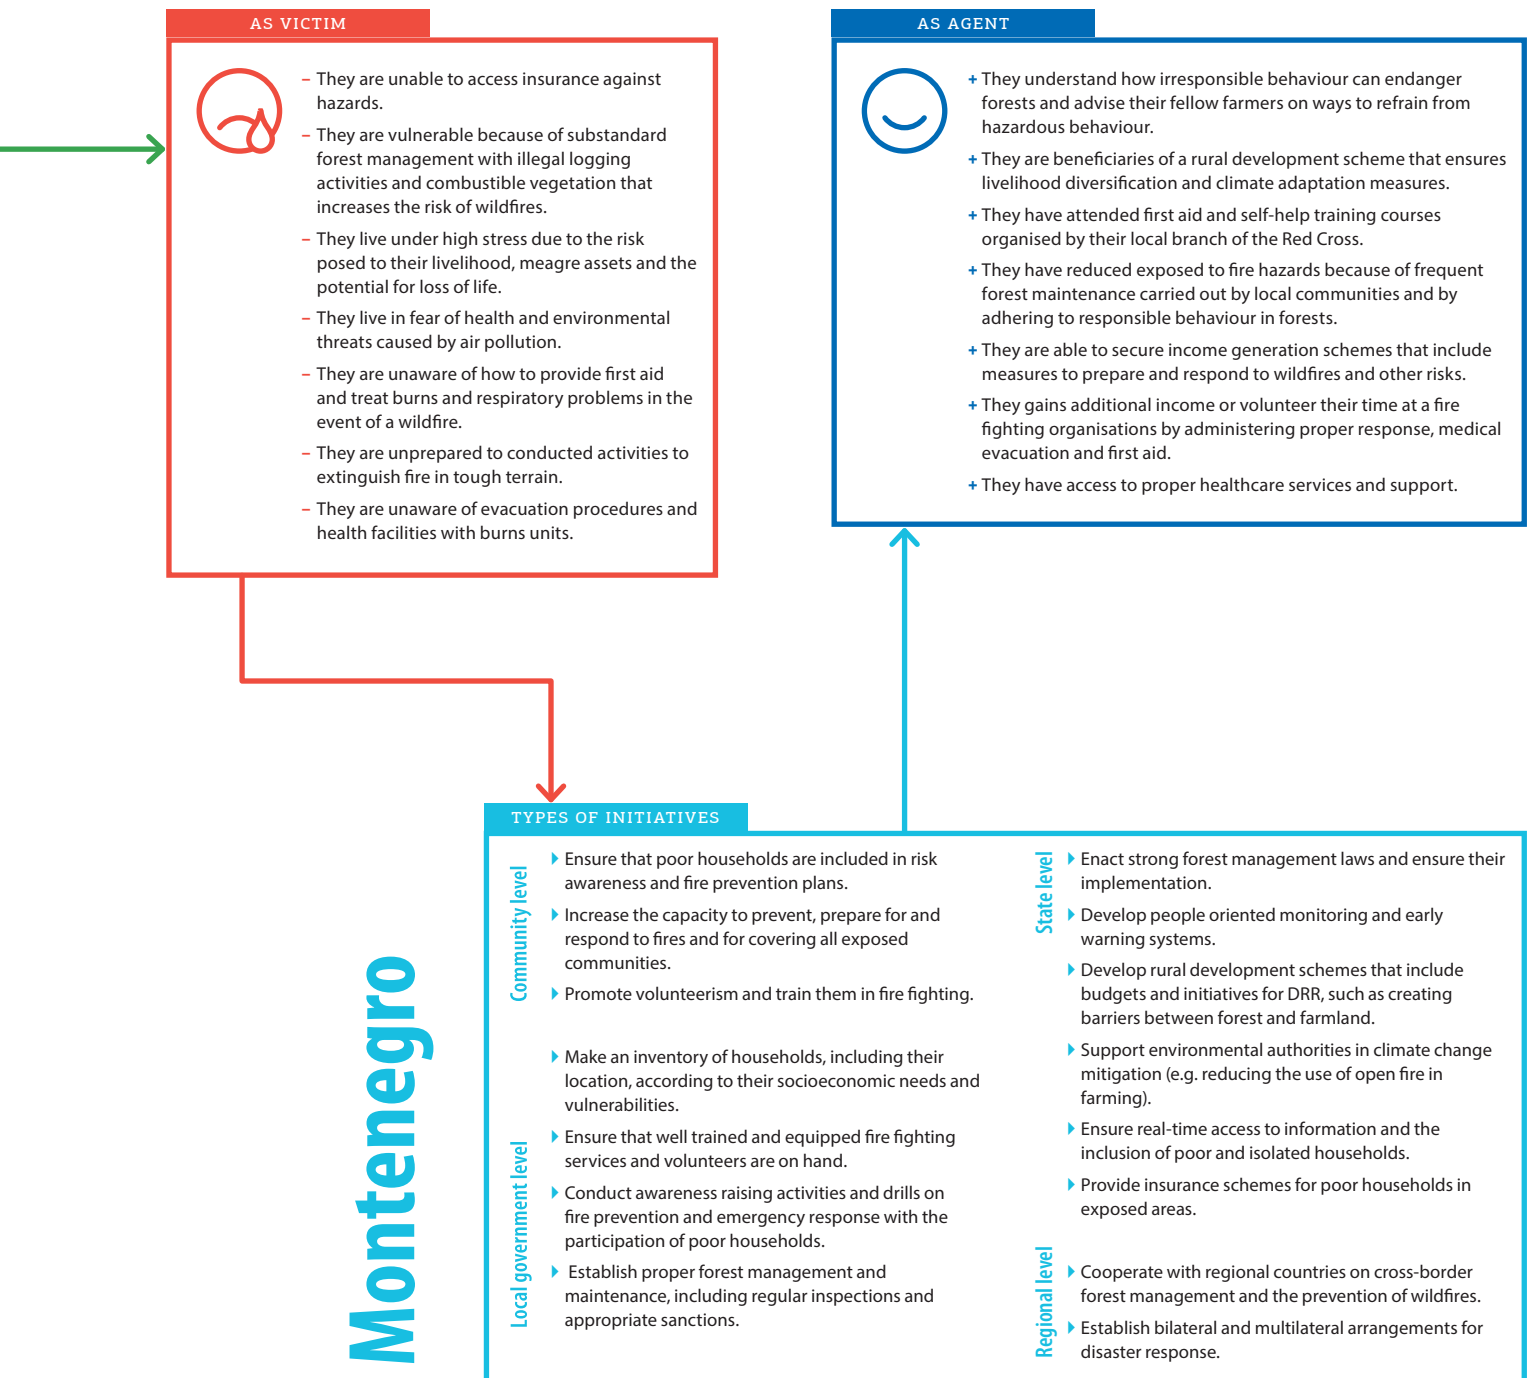 AS VICTIM
– They are unable to access insurance against
hazards.
– They are vulnerable because of substandard
forest management with illegal logging
activities and combustible vegetation that
increases the risk of wildfires.
– They live under high stress due to the risk
posed to their livelihood, meagre assets and the
potential for loss of life.
– They live in fear of health and environmental
threats caused by air pollution.
– They are unaware of how to provide first aid
and treat burns and respiratory problems in the
event of a wildfire.
– They are unprepared to conducted activities to
extinguish fire in tough terrain.
– They are unaware of evacuation procedures and
health facilities with burns units.
AS AGENT
+ They understand how irresponsible behaviour can endanger
forests and advise their fellow farmers on ways to refrain from
hazardous behaviour.
+ They are beneficiaries of a rural development scheme that ensures
livelihood diversification and climate adaptation measures.
+ They have attended first aid and self-help training courses
organised by their local branch of the Red Cross.
+ They have reduced exposed to fire hazards because of frequent
forest maintenance carried out by local communities and by
adhering to responsible behaviour in forests.
+ They are able to secure income generation schemes that include
measures to prepare and respond to wildfires and other risks.
+ They gains additional income or volunteer their time at a fire
fighting organisations by administering proper response, medical
evacuation and first aid.
+ They have access to proper healthcare services and support.
Montenegro
TYPES OF INITIATIVES
Community level
Ensure that poor households are included in risk
awareness and fire prevention plans.
Increase the capacity to prevent, prepare for and
respond to fires and for covering all exposed
communities.
Promote volunteerism and train them in fire fighting.
Local government level
Make an inventory of households, including their
location, according to their socioeconomic needs and
vulnerabilities.
Ensure that well trained and equipped fire fighting
services and volunteers are on hand.
Conduct awareness raising activities and drills on
fire prevention and emergency response with the
participation of poor households.
Establish proper forest management and
maintenance, including regular inspections and
appropriate sanctions.
State level
Enact strong forest management laws and ensure their
implementation.
Develop people oriented monitoring and early
warning systems.
Develop rural development schemes that include
budgets and initiatives for DRR, such as creating
barriers between forest and farmland.
Support environmental authorities in climate change
mitigation (e.g. reducing the use of open fire in
farming).
Ensure real-time access to information and the
inclusion of poor and isolated households.
Provide insurance schemes for poor households in
exposed areas.
Regional level
Cooperate with regional countries on cross-border
forest management and the prevention of wildfires.
Establish bilateral and multilateral arrangements for
disaster response.